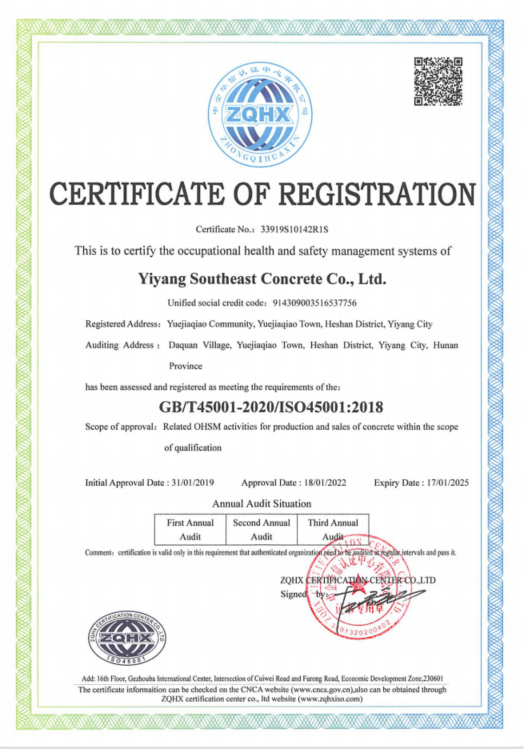 ZQHX
ZHONGQIHUAXIN
CERTIFICATE OF REGISTRATION
Certificate No.: 33919S10142R1S
This is to certify the occupational health and safety management systems of
Yiyang Southeast Concrete Co., Ltd.
Unified social credit code: 914309003516537756
Registered Address: Yuejiaqiao Community, Yuejiaqiao Town, Heshan District, Yiyang City
Auditing Address : Daquan Village, Yuejiaqiao Town, Heshan District, Yiyang City, Hunan
Province
has been assessed and registered as meeting the requirements of the:
GB/T45001-2020/ISO45001:2018
Scope of approval: Related OHSM activities for production and sales of concrete within the scope
of qualification
Initial Approval Date : 31/01/2019 Approval Date : 18/01/2022 Expiry Date : 17/01/2025
Annual Audit Situation
First Annual Second Annual Third Annual
Audit Audit Audit
Comment: certification is valid only in this requirement that authenticated organization need to be audited at regular intervals and pass it.
ZQHX CERTIFICATION CENTER CO.,LTD
Signed by:
91320200402
ZQHX CERTIFICATION CENTER CO.,LTD
ZQHX
ISO45001
Add: 16th Floor, Gezhouba International Center, Intersection of Cuiwei Road and Furong Road, Economic Development Zone,230601
The certificate informaition can be checked on the CNCA website (www.cnca.gov.cn),also can be obtained through
ZQHX certification center co., ltd website (www.zqhxiso.com)